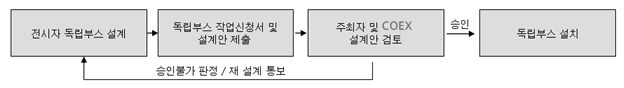 전시자 독립부스 설계
독립부스 작업신청서 및
설계안 제출
주최자 및 COEX
설계안 검토
승인
독립부스 설치
승인불가 판정 / 재 설계 통보